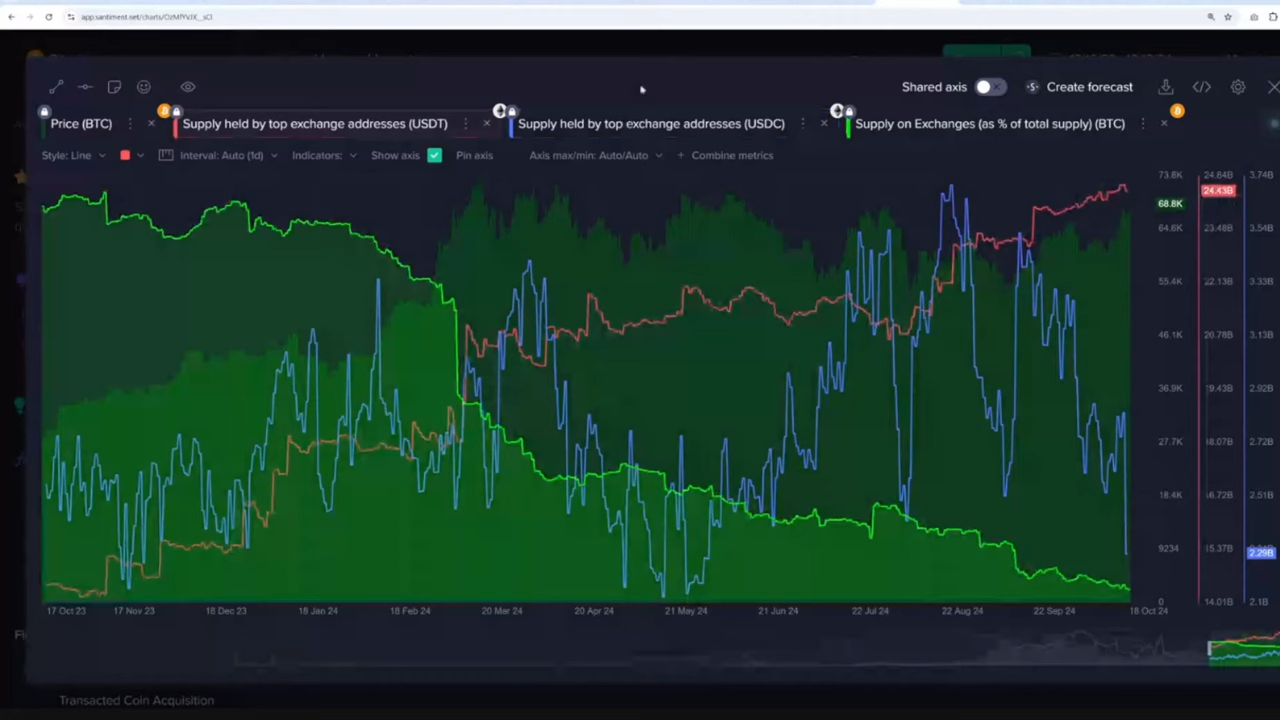 app.santiment.net/charts/OzMfYVJX__sCl
Shared axis
Create forecast
Price (BTC)
Supply held by top exchange addresses (USDT)
Supply held by top exchange addresses (USDC)
Supply on Exchanges (as % of total supply) (BTC)
Style: Line
Interval: Auto (1d)
Indicators:
Show axis
Pin axis
Axis max/min: Auto/Auto
+ Combine metrics
73.8K 24.84B 3.74B
68.8K 24.43B
64.6K 23.48B 3.54B
55.4K 22.13B 3.33B
46.1K 20.78B 3.13B
36.9K 19.43B 2.92B
27.7K 18.07B 2.72B
18.4K 16.72B 2.51B
9234 15.37B 2.29B
0 14.01B 2.1B
17 Oct 23 17 Nov 23 18 Dec 23 18 Jan 24 18 Feb 24 20 Mar 24 20 Apr 24 21 May 24 21 Jun 24 22 Jul 24 22 Aug 24 22 Sep 24 18 Oct 24
Transacted Coin Acquisition